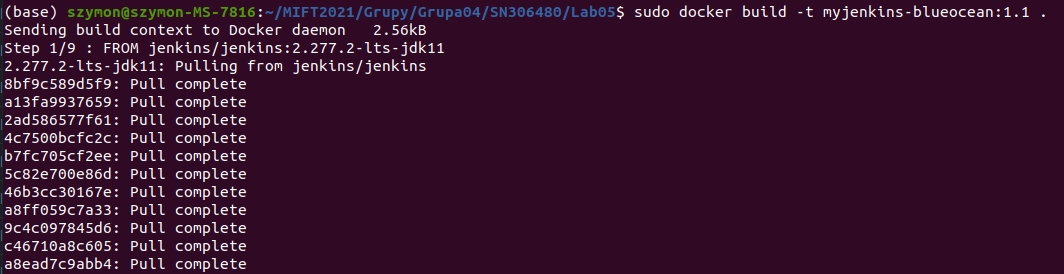 (base) szymon@szymon-MS-7816:~/MIFT2021/Grupy/Grupa04/SN306480/Lab05$ sudo docker build -t myjenkins-blueocean:1.1 .
Sending build context to Docker daemon   2.56kB
Step 1/9 : FROM jenkins/jenkins:2.277.2-lts-jdk11
2.277.2-lts-jdk11: Pulling from jenkins/jenkins
8bf9c589d5f9: Pull complete
a13fa9937659: Pull complete
2ad586577f61: Pull complete
4c7500bcfc2c: Pull complete
b7fc705cf2ee: Pull complete
5c82e700e86d: Pull complete
46b3cc30167e: Pull complete
a8ff059c7a33: Pull complete
9c4c097845d6: Pull complete
c46710a8c605: Pull complete
a8ead7c9abb4: Pull complete